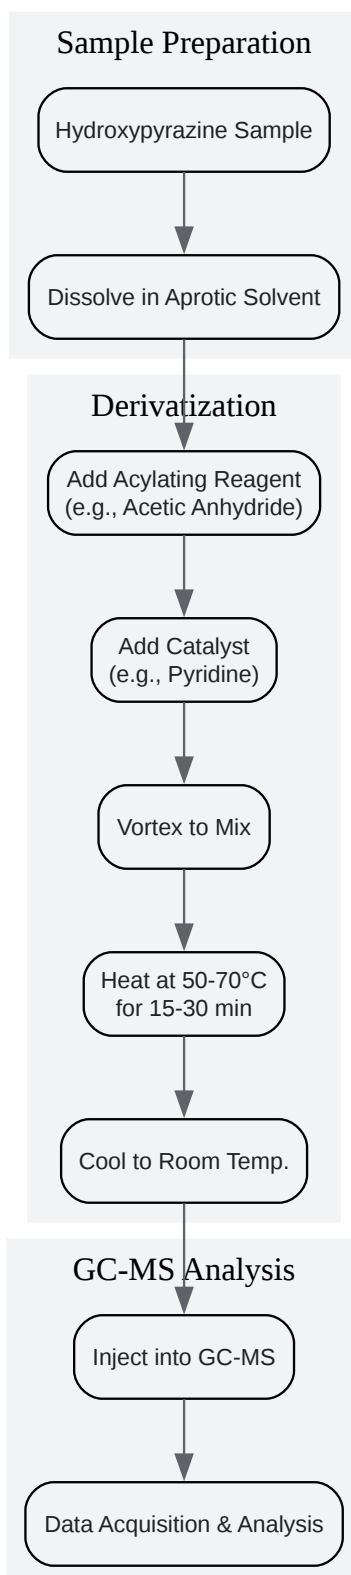 Sample Preparation
Hydroxypyrazine Sample
Dissolve in Aprotic Solvent
Derivatization
Add Acylating Reagent
(e.g., Acetic Anhydride)
Add Catalyst
(e.g., Pyridine)
Vortex to Mix
Heat at 50-70°C
for 15-30 min
Cool to Room Temp.
GC-MS Analysis
Inject into GC-MS
Data Acquisition & Analysis